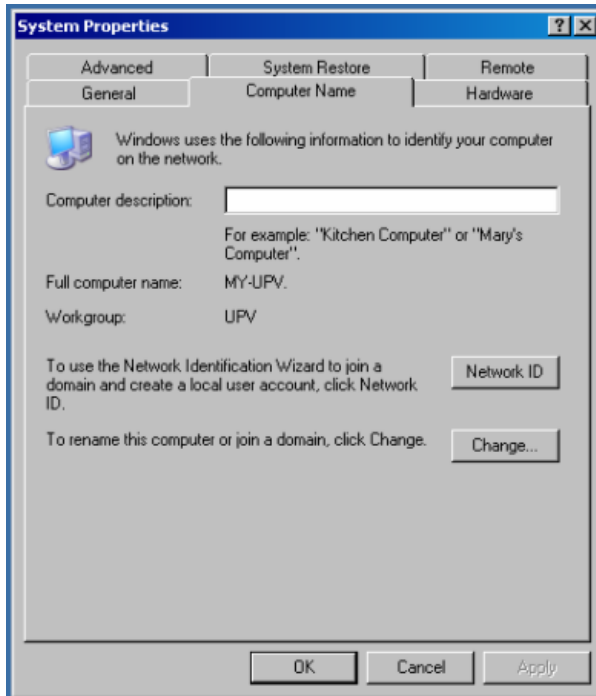 System Properties
Advanced System Restore Remote
General Computer Name Hardware
Windows uses the following information to identify your computer
on the network.
Computer description:
For example: "Kitchen Computer" or "Mary's
Computer".
Full computer name: MY-UPV.
Workgroup: UPV
To use the Network Identification Wizard to join a
domain and create a local user account, click Network
ID.
Network ID
To rename this computer or join a domain, click Change.
Change...
OK Cancel Apply